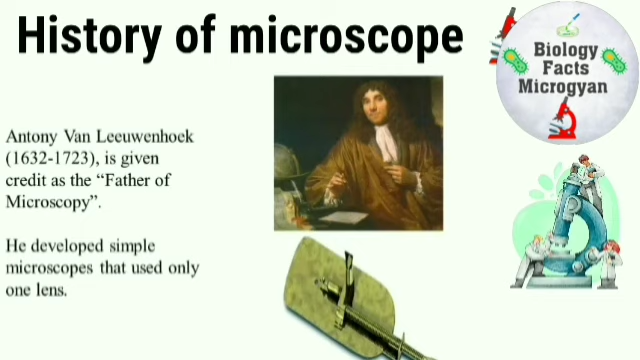 History of microscope
Biology
Facts
Microgyan
Antony Van Leeuwenhoek
(1632-1723), is given
credit as the “Father of
Microscopy”.
He developed simple
microscopes that used only
one lens.